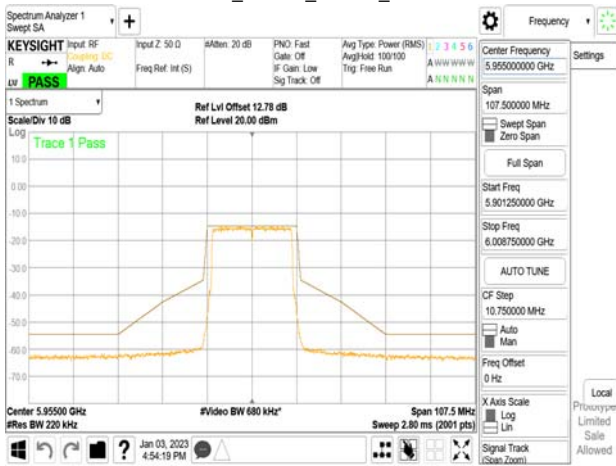 Spectrum Analyzer 1
Swept SA
Frequency
KEYSIGHT
Input: RF
Coupling: DC
Align: Auto
Input Z: 50 Ω
Freq Ref: Int (S)
#Atten: 20 dB
PNO: Fast
Gate: Off
IF Gain: Low
Sig Track: Off
Avg Type: Power (RMS)
Avg|Hold: 100/100
Trig: Free Run
1 2 3 4 5 6
A W W W W W
A N N N N N
R
LU
PASS
1 Spectrum
Scale/Div 10 dB
Ref Lvl Offset 12.78 dB
Ref Level 20.00 dBm
Log
Trace 1 Pass
10.0
0.00
-10.0
-20.0
-30.0
-40.0
-50.0
-60.0
-70.0
Center 5.95500 GHz
#Video BW 680 kHz*
Span 107.5 MHz
#Res BW 220 kHz
Sweep 2.80 ms (2001 pts)
Jan 03, 2023
4:54:19 PM
?
Center Frequency
5.955000000 GHz
Settings
Span
107.500000 MHz
Swept Span
Zero Span
Full Span
Start Freq
5.901250000 GHz
Stop Freq
6.008750000 GHz
AUTO TUNE
CF Step
10.750000 MHz
Auto
Man
Freq Offset
0 Hz
X Axis Scale
Log
Lin
Signal Track
(Span Zoom)
Local
Prototype
Limited
Sale
Allowed